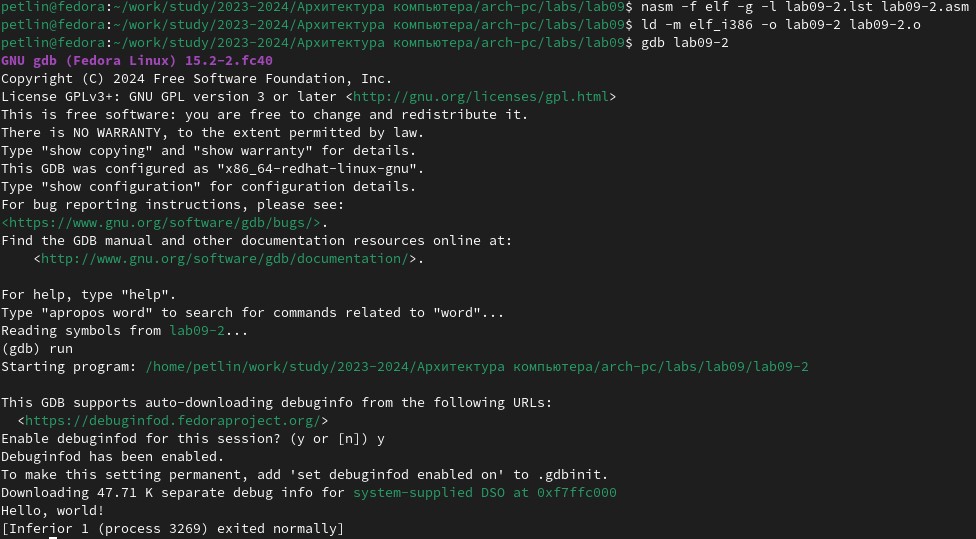 petlin@fedora:~/work/study/2023-2024/Архитектура компьютера/arch-pc/labs/lab09$ nasm -f elf -g -l lab09-2.lst lab09-2.asm
petlin@fedora:~/work/study/2023-2024/Архитектура компьютера/arch-pc/labs/lab09$ ld -m elf_i386 -o lab09-2 lab09-2.o
petlin@fedora:~/work/study/2023-2024/Архитектура компьютера/arch-pc/labs/lab09$ gdb lab09-2
GNU gdb (Fedora Linux) 15.2-2.fc40
Copyright (C) 2024 Free Software Foundation, Inc.
License GPLv3+: GNU GPL version 3 or later <http://gnu.org/licenses/gpl.html>
This is free software: you are free to change and redistribute it.
There is NO WARRANTY, to the extent permitted by law.
Type "show copying" and "show warranty" for details.
This GDB was configured as "x86_64-redhat-linux-gnu".
Type "show configuration" for configuration details.
For bug reporting instructions, please see:
<https://www.gnu.org/software/gdb/bugs/>.
Find the GDB manual and other documentation resources online at:
    <http://www.gnu.org/software/gdb/documentation/>.

For help, type "help".
Type "apropos word" to search for commands related to "word"...
Reading symbols from lab09-2...
(gdb) run
Starting program: /home/petlin/work/study/2023-2024/Архитектура компьютера/arch-pc/labs/lab09/lab09-2

This GDB supports auto-downloading debuginfo from the following URLs:
  <https://debuginfod.fedoraproject.org/>
Enable debuginfod for this session? (y or [n]) y
Debuginfod has been enabled.
To make this setting permanent, add 'set debuginfod enabled on' to .gdbinit.
Downloading 47.71 K separate debug info for system-supplied DSO at 0xf7ffc000
Hello, world!
[Inferior 1 (process 3269) exited normally]